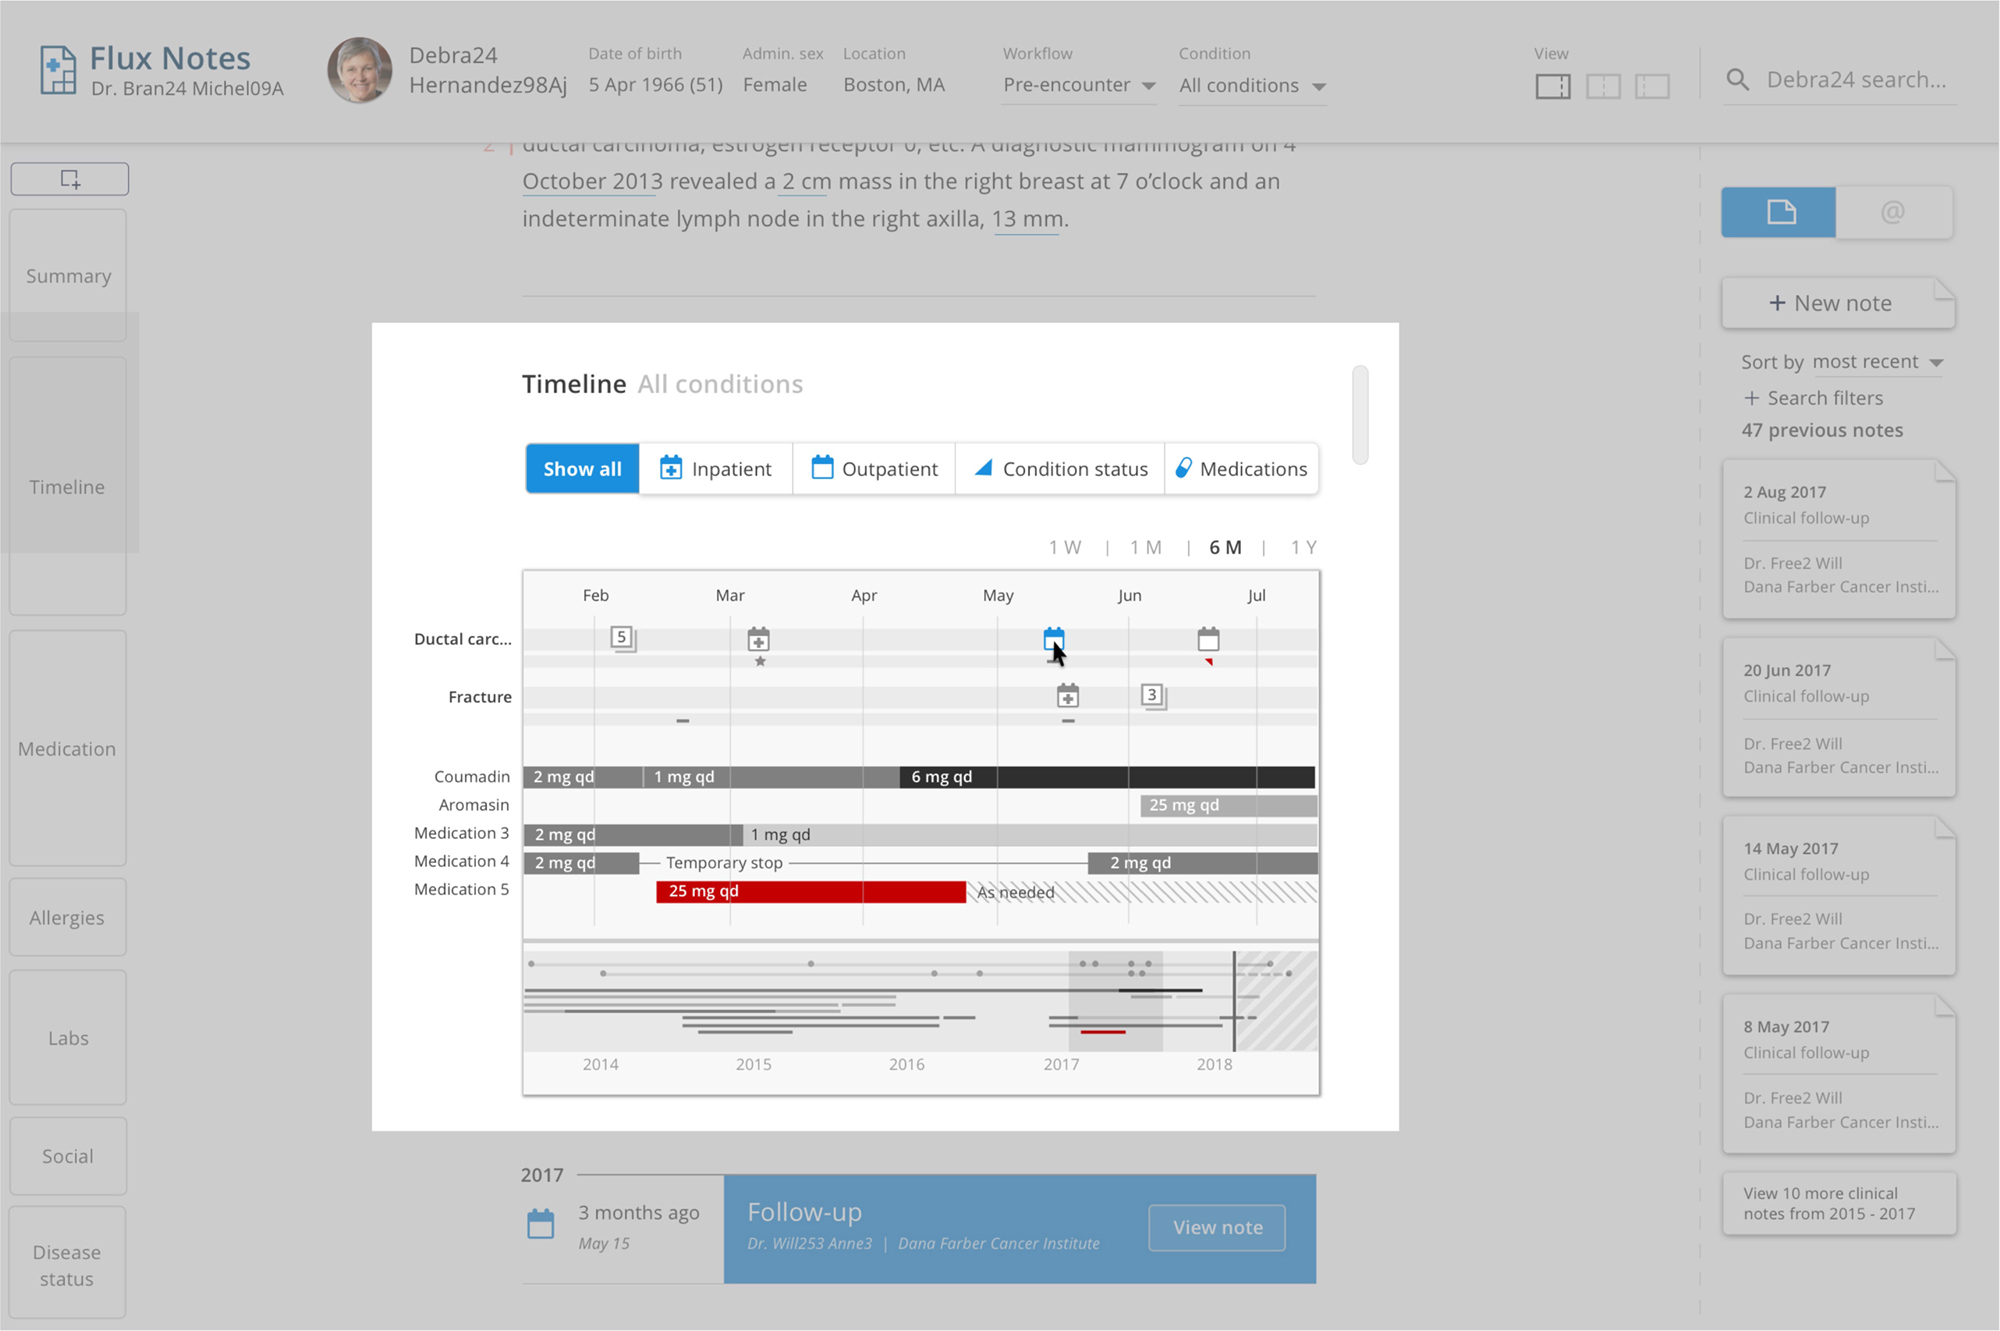 Flux Notes
Dr. Bran24 Michel09A
Debra24
Hernandez98Aj
Date of birth
5 Apr 1966 (51)
Admin. sex
Female
Location
Boston, MA
Workflow
Pre-encounter
Condition
All conditions
View
Debra24 search...
Summary
Timeline
Medication
Allergies
Labs
Social
Disease
status
2
ductal carcinoma, estrogen receptor 0, etc. A diagnostic mammogram on 4
October 2013 revealed a 2 cm mass in the right breast at 7 o’clock and an
indeterminate lymph node in the right axilla, 13 mm.
Timeline All conditions
Show all
Inpatient
Outpatient
Condition status
Medications
1 W | 1 M | 6 M | 1 Y
Feb Mar Apr May Jun Jul
Ductal carc...
5
Fracture
3
Coumadin 2 mg qd 1 mg qd 6 mg qd
Aromasin 25 mg qd
Medication 3 2 mg qd 1 mg qd
Medication 4 2 mg qd Temporary stop 2 mg qd
Medication 5 25 mg qd As needed
2014 2015 2016 2017 2018
2017
3 months ago
May 15
Follow-up
Dr. Will253 Anne3 | Dana Farber Cancer Institute
View note
@
+ New note
Sort by most recent
+ Search filters
47 previous notes
2 Aug 2017
Clinical follow-up
Dr. Free2 Will
Dana Farber Cancer Insti...
20 Jun 2017
Clinical follow-up
Dr. Free2 Will
Dana Farber Cancer Insti...
14 May 2017
Clinical follow-up
Dr. Free2 Will
Dana Farber Cancer Insti...
8 May 2017
Clinical follow-up
Dr. Free2 Will
Dana Farber Cancer Insti...
View 10 more clinical
notes from 2015 - 2017